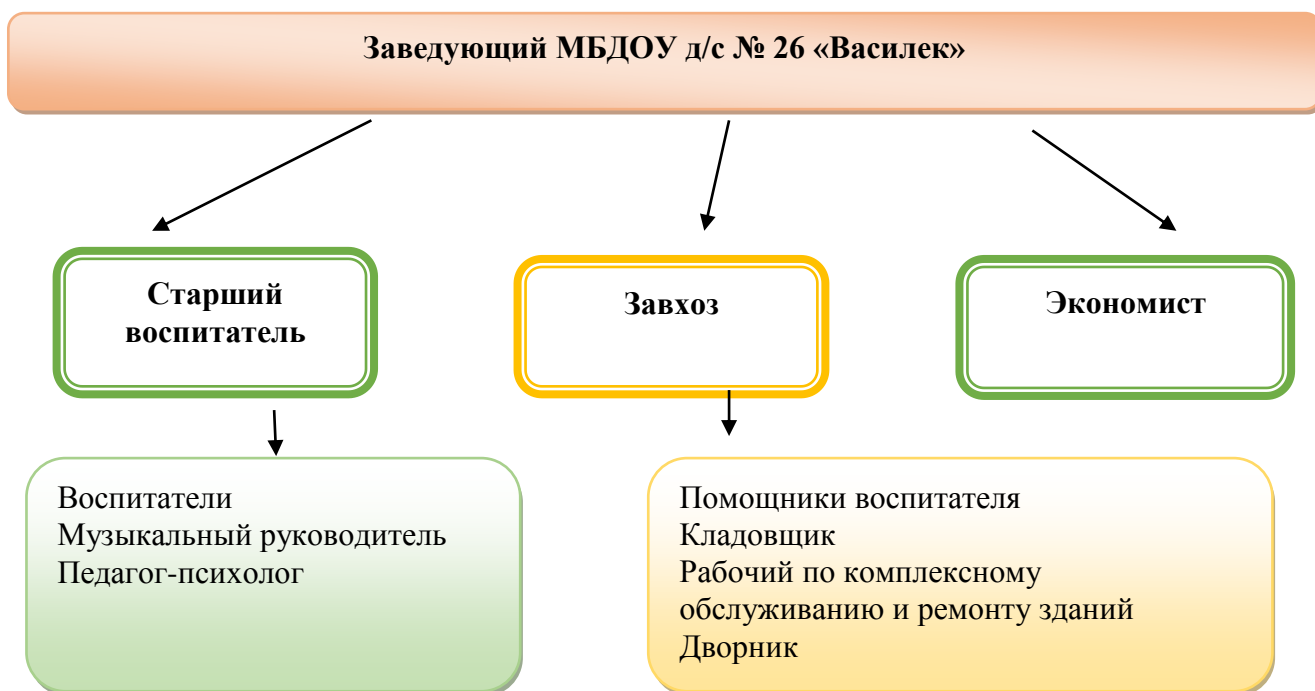 Заведующий МБДОУ д/с № 26 «Василек»
Старший
воспитатель
Завхоз
Экономист
Воспитатели
Музыкальный руководитель
Педагог-психолог
Помощники воспитателя
Кладовщик
Рабочий по комплексному
обслуживанию и ремонту зданий
Дворник